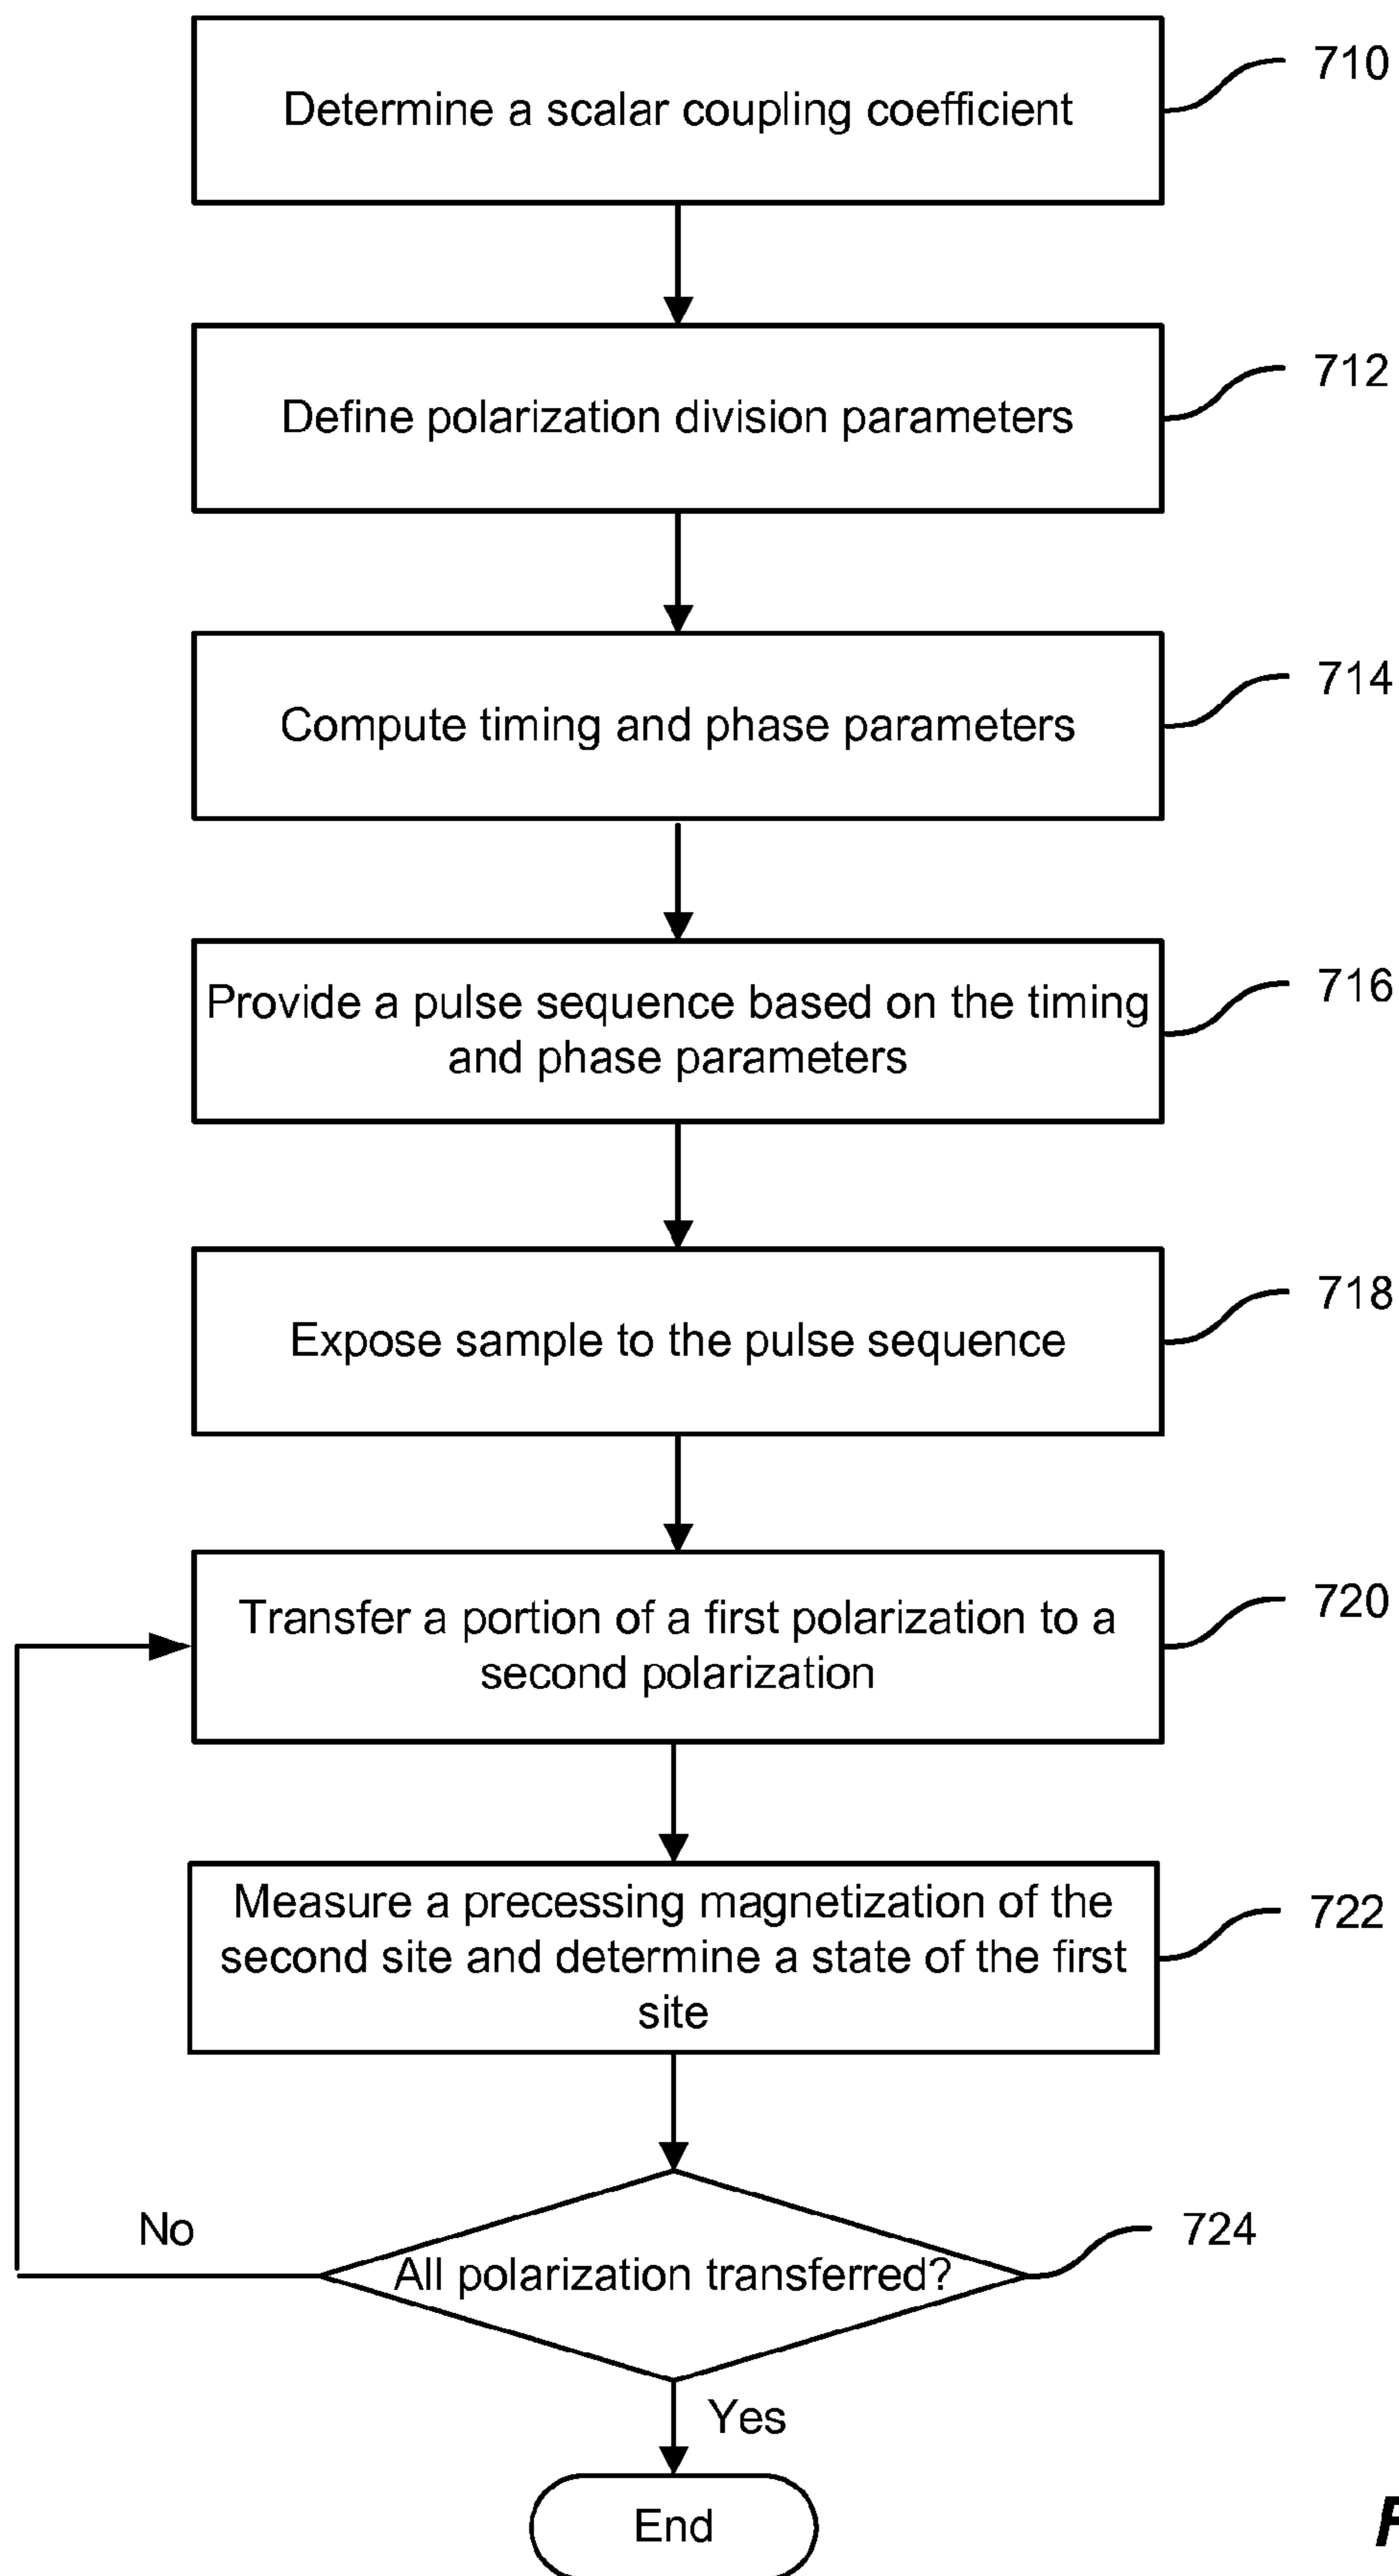 Determine a scalar coupling coefficient
710
Define polarization division parameters
712
Compute timing and phase parameters
714
Provide a pulse sequence based on the timing
and phase parameters
716
Expose sample to the pulse sequence
718
Transfer a portion of a first polarization to a
second polarization
720
Measure a precessing magnetization of the
second site and determine a state of the first
site
722
No
All polarization transferred?
724
Yes
End